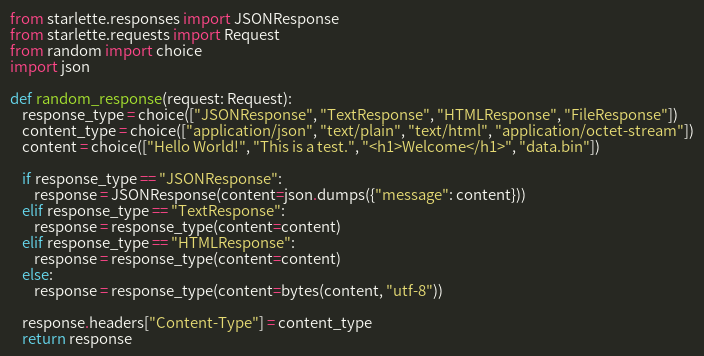 from starlette.responses import JSONResponse
from starlette.requests import Request
from random import choice
import json

def random_response(request: Request):
    response_type = choice(["JSONResponse", "TextResponse", "HTMLResponse", "FileResponse"])
    content_type = choice(["application/json", "text/plain", "text/html", "application/octet-stream"])
    content = choice(["Hello World!", "This is a test.", "<h1>Welcome</h1>", "data.bin"])

    if response_type == "JSONResponse":
        response = JSONResponse(content=json.dumps({"message": content}))
    elif response_type == "TextResponse":
        response = response_type(content=content)
    elif response_type == "HTMLResponse":
        response = response_type(content=content)
    else:
        response = response_type(content=bytes(content, "utf-8"))

    response.headers["Content-Type"] = content_type
    return response